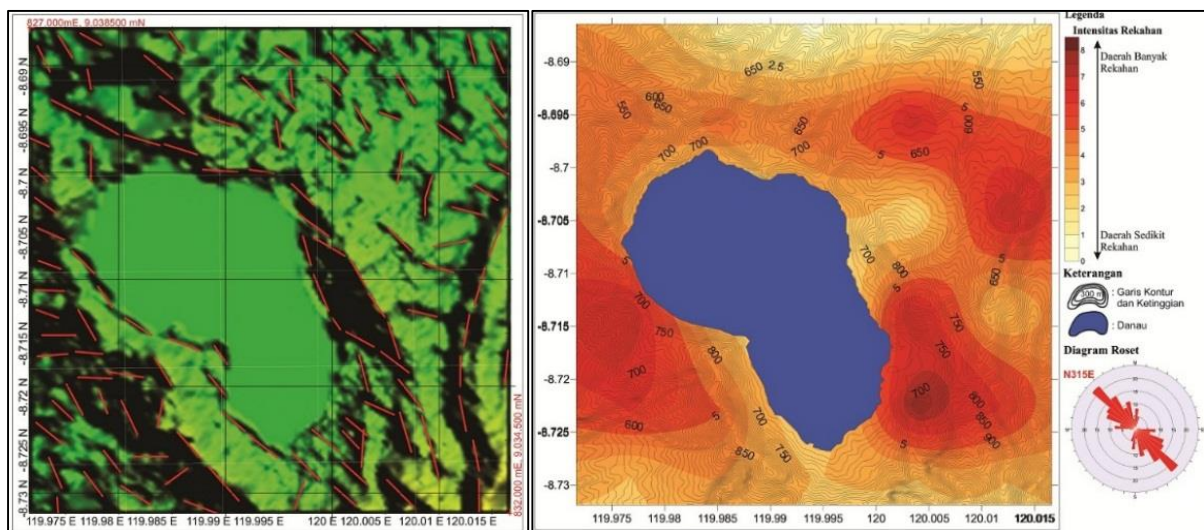 827.000mE, 9.038500 mN
-8.69 N
-8.695 N
-8.7 N
-8.705 N
-8.71 N
-8.715 N
-8.72 N
-8.725 N
-8.73 N
119.975 E
119.98 E
119.985 E
119.99 E
119.995 E
120 E
120.005 E
120.01 E
120.015 E
832.000 mE, 9.034,500 mN
-8.69
-8.695
-8.7
-8.705
-8.71
-8.715
-8.72
-8.725
-8.73
119.975
119.98
119.985
119.99
119.995
120
120.005
120.01
120.015
650
2.5
550
600
650
550
650
5
600
700
700
700
5
650
5
5
700
800
650
5
700
750
800
750
750
700
5
700
800
850
900
600
5
700
750
850
5
Legenda
Intensitas Rekahan
8
7
6
5
4
3
2
1
0
Daerah Banyak
Rekahan
Daerah Sedikit
Rekahan
Keterangan
300 m
: Garis Kontur
dan Ketinggian
: Danau
Diagram Roset
N315E